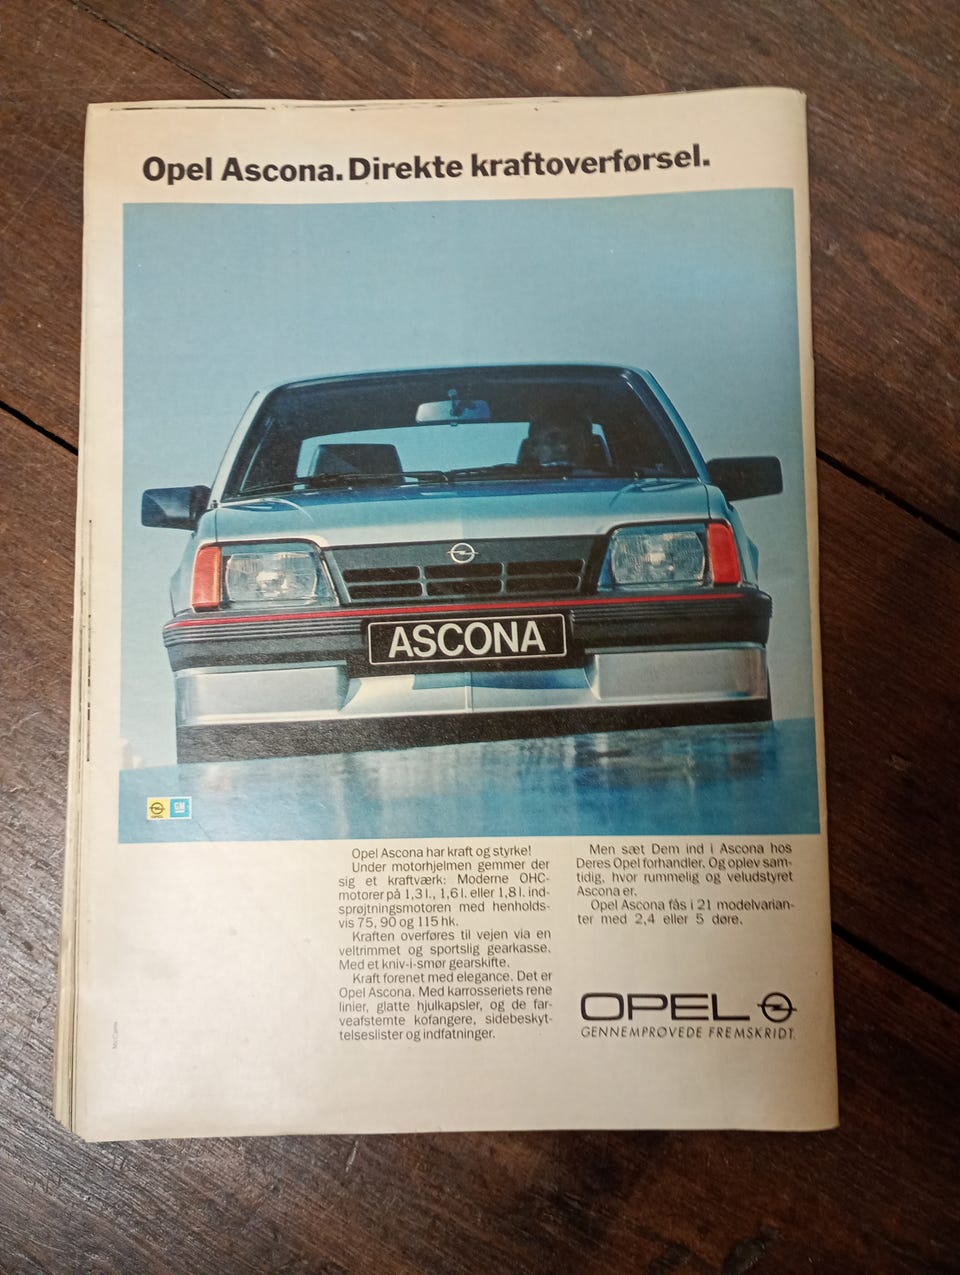 Opel Ascona. Direkte kraftoverførsel.
ASCONA
OPEL
GM
Opel Ascona har kraft og styrke!
Under motorhjelmen gemmer der
sig et kraftværk: Moderne OHC-
motorer på 1,3 l., 1,6 l. eller 1,8 l. ind-
sprøjtningsmotoren med henholds-
vis 75, 90 og 115 hk.
Kraften overføres til vejen via en
veltrimmet og sportslig gearkasse.
Med et kniv-i-smør gearskifte.
Kraft forenet med elegance. Det er
Opel Ascona. Med karrosseriets rene
linier, glatte hjulkapsler, og de far-
veafstemte kofangere, sidebeskyt-
telseslister og indfatninger.
Men sæt Dem ind i Ascona hos
Deres Opel forhandler. Og oplev sam-
tidig, hvor rummelig og veludstyret
Ascona er.
Opel Ascona fås i 21 modelvarian-
ter med 2,4 eller 5 døre.
OPEL
GENNEMPRØVEDE FREMSKRIDT.